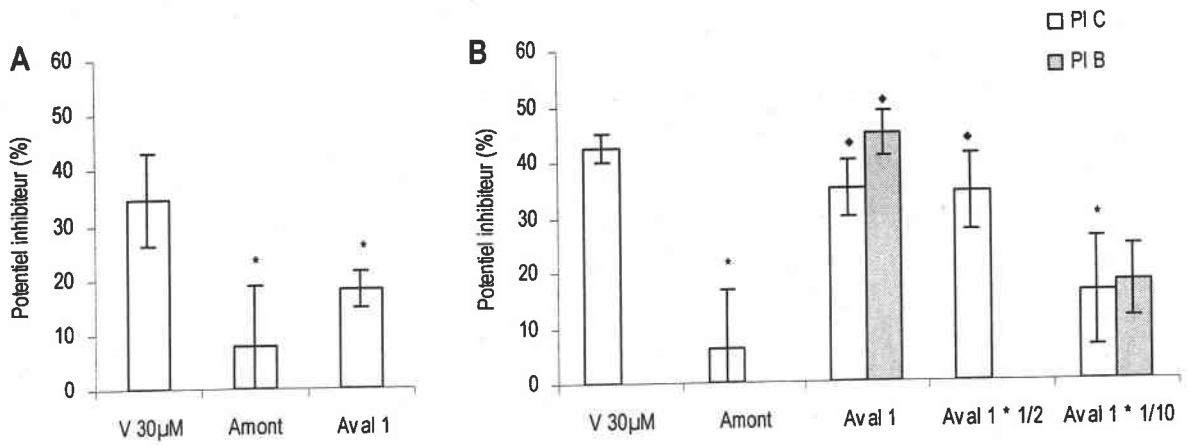 A
Potentiel inhibiteur (%)
60
50
40
30
20
10
0
V 30µM
Amont
Aval 1
*
*
B
PI C
PI B
Potentiel inhibiteur (%)
60
50
40
30
20
10
0
V 30µM
Amont
Aval 1
Aval 1 * 1/2
Aval 1 * 1/10
*
◆
◆
◆
*